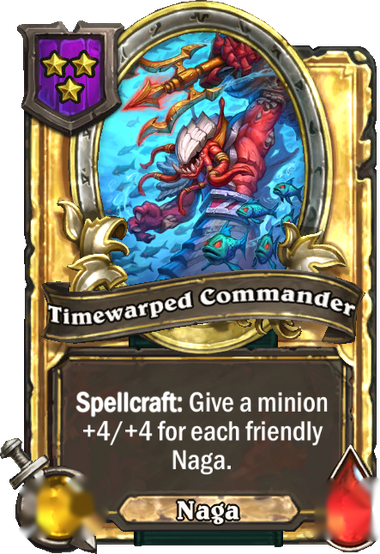 Timewarped Commander
Spellcraft: Give a minion
+4/+4 for each friendly
Naga.
Naga